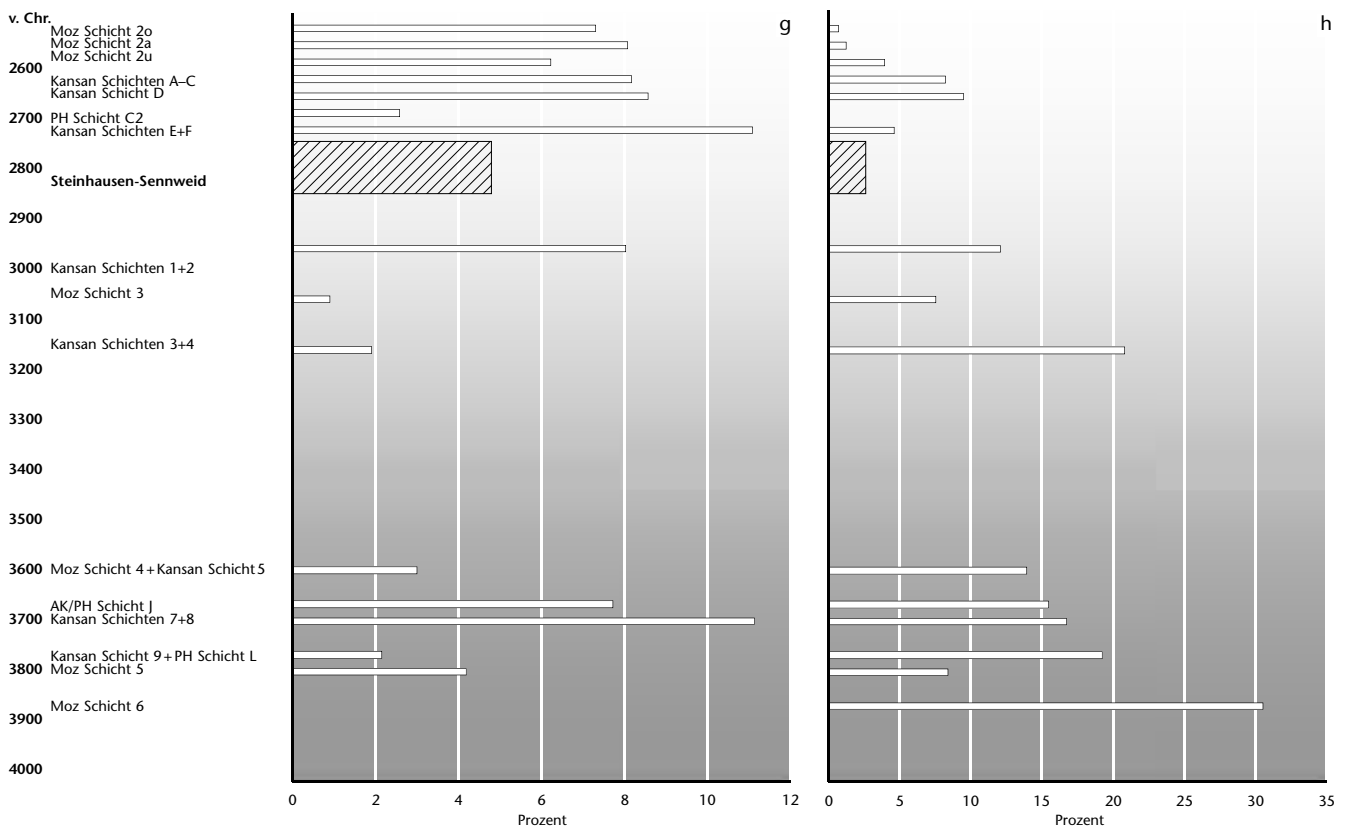 v. Chr.
g
h
Moz Schicht 2o
Moz Schicht 2a
Moz Schicht 2u
2600
Kansan Schichten A–C
Kansan Schicht D
2700 PH Schicht C2
Kansan Schichten E+F
2800
Steinhausen-Sennweid
2900
3000 Kansan Schichten 1+2
Moz Schicht 3
3100
Kansan Schichten 3+4
3200
3300
3400
3500
3600 Moz Schicht 4+Kansan Schicht 5
AK/PH Schicht J
3700 Kansan Schichten 7+8
Kansan Schicht 9+PH Schicht L
3800 Moz Schicht 5
Moz Schicht 6
3900
4000
0 2 4 6 8 10 12
0 5 10 15 20 25 30 35
Prozent
Prozent